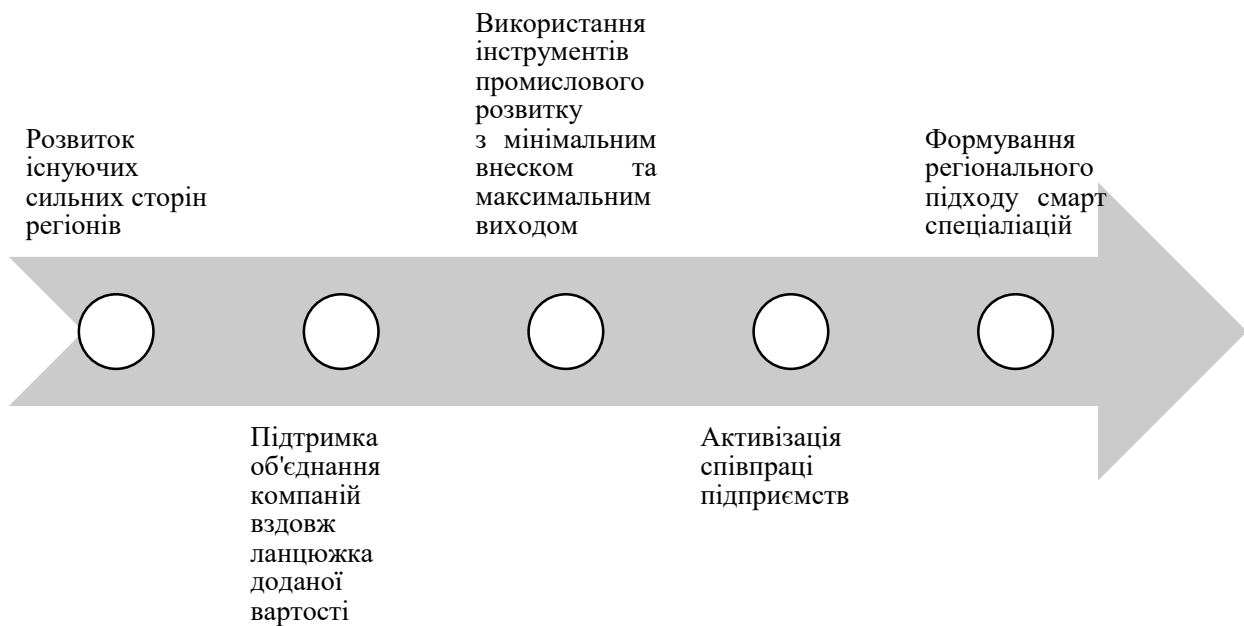 Розвиток
існуючих
сильних сторін
регіонів
Підтримка
об'єднання
компаній
вздовж
ланцюжка
доданої
вартості
Використання
інструментів
промислового
розвитку
з мінімальним
внеском та
максимальним
виходом
Активізація
співпраці
підприємств
Формування
регіонального
підходу смарт
спеціаліацій